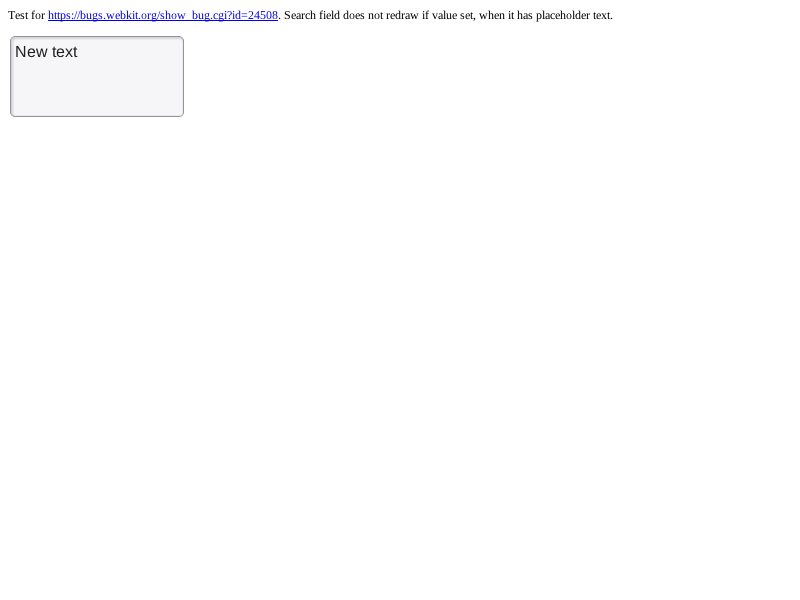 Test for https://bugs.webkit.org/show_bug.cgi?id=24508. Search field does not redraw if value set, when it has placeholder text.
New text